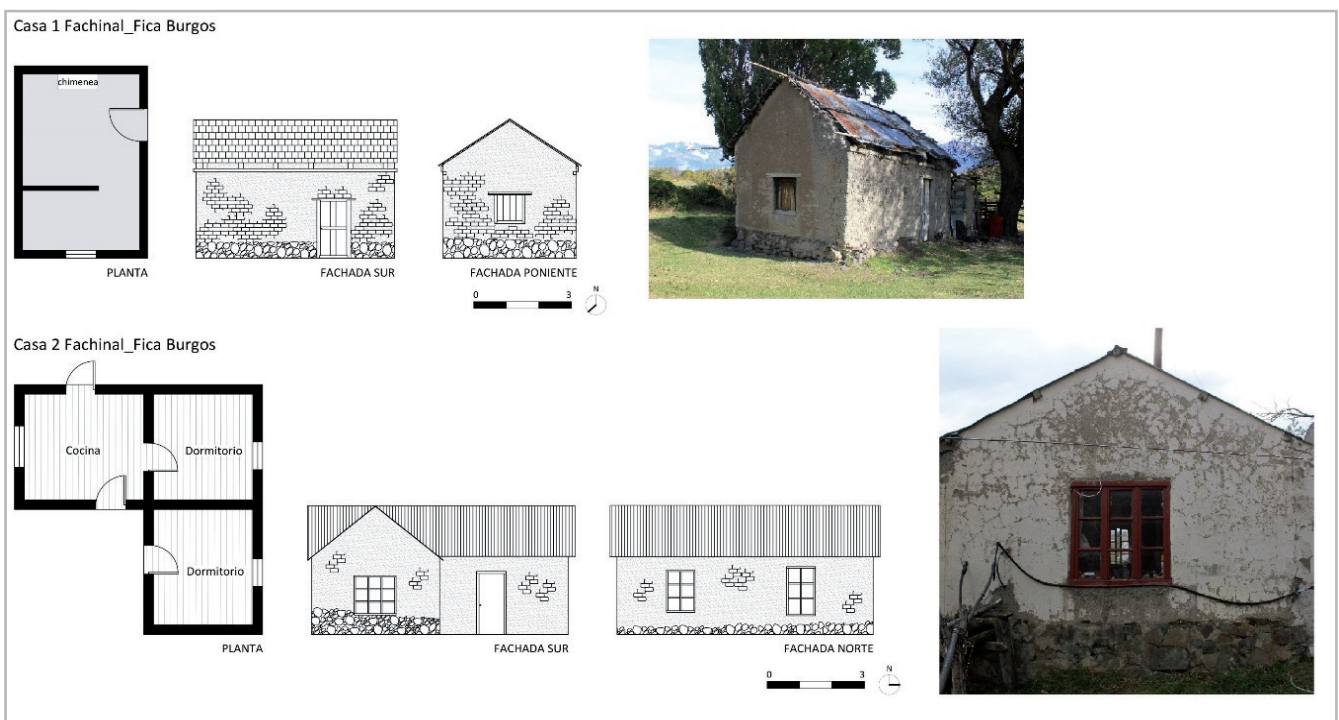 Casa 1 Fachinal_Fica Burgos
chimenea
PLANTA
FACHADA SUR
FACHADA PONIENTE
0 3
N
Casa 2 Fachinal_Fica Burgos
Cocina
Dormitorio
Dormitorio
PLANTA
FACHADA SUR
FACHADA NORTE
0 3
N